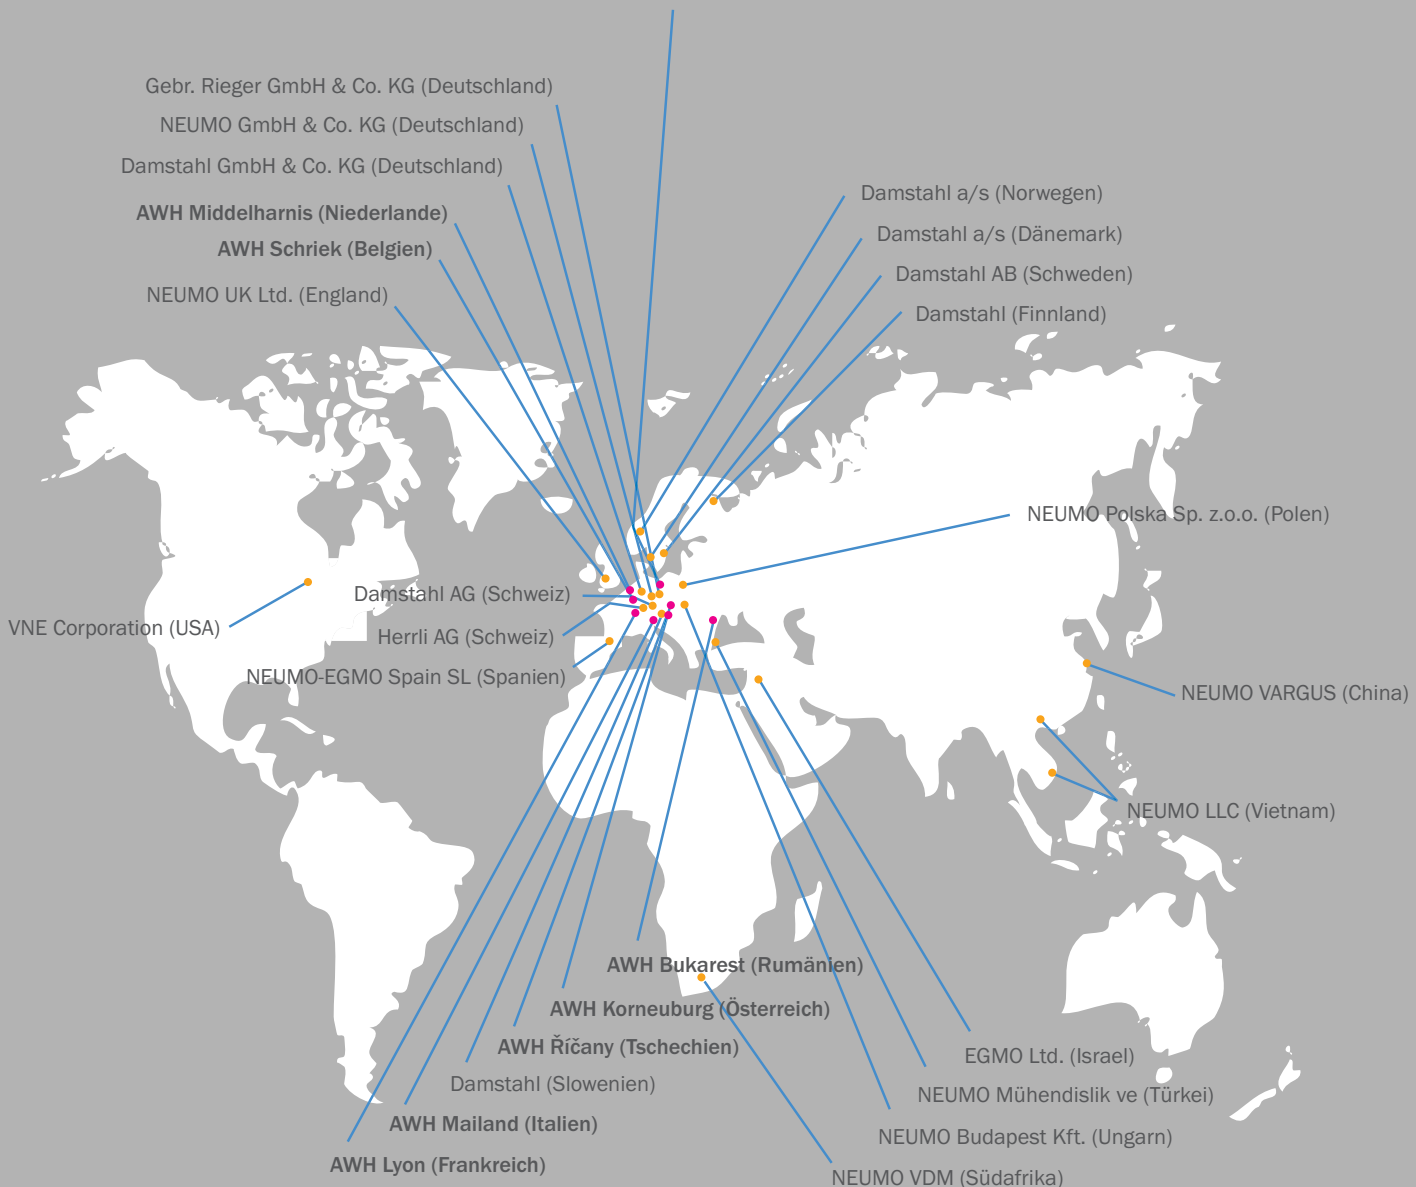 Gebr. Rieger GmbH & Co. KG (Deutschland)
NEUMO GmbH & Co. KG (Deutschland)
Damstahl GmbH & Co. KG (Deutschland)
AWH Middelharnis (Niederlande)
AWH Schriek (Belgien)
NEUMO UK Ltd. (England)
Damstahl a/s (Norwegen)
Damstahl a/s (Dänemark)
Damstahl AB (Schweden)
Damstahl (Finnland)
NEUMO Polska Sp. z.o.o. (Polen)
Damstahl AG (Schweiz)
VNE Corporation (USA)
Herrli AG (Schweiz)
NEUMO-EGMO Spain SL (Spanien)
NEUMO VARGUS (China)
NEUMO LLC (Vietnam)
AWH Bukarest (Rumänien)
AWH Korneuburg (Österreich)
AWH Říčany (Tschechien)
Damstahl (Slowenien)
AWH Mailand (Italien)
AWH Lyon (Frankreich)
EGMO Ltd. (Israel)
NEUMO Mühendislik ve (Türkei)
NEUMO Budapest Kft. (Ungarn)
NEUMO VDM (Südafrika)